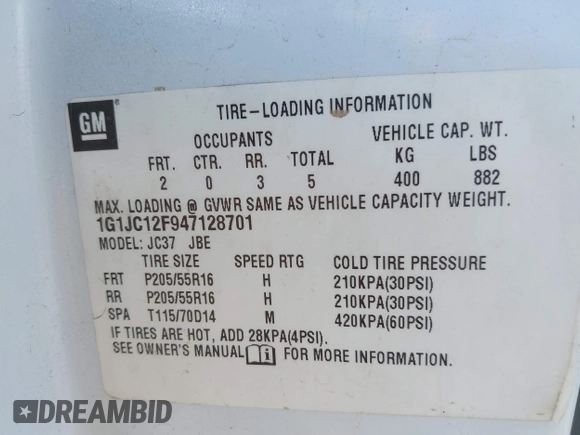 GM
TIRE-LOADING INFORMATION
OCCUPANTS VEHICLE CAP. WT.
FRT. CTR. RR. TOTAL KG LBS
2 0 3 5 400 882
MAX. LOADING @ GVWR SAME AS VEHICLE CAPACITY WEIGHT.
1G1JC12F947128701
MODEL: JC37 JBE
TIRE SIZE SPEED RTG COLD TIRE PRESSURE
FRT P205/55R16 H 210KPA(30PSI)
RR P205/55R16 H 210KPA(30PSI)
SPA T115/70D14 M 420KPA(60PSI)
IF TIRES ARE HOT, ADD 28KPA(4PSI).
SEE OWNER'S MANUAL i FOR MORE INFORMATION.
DREAMBID